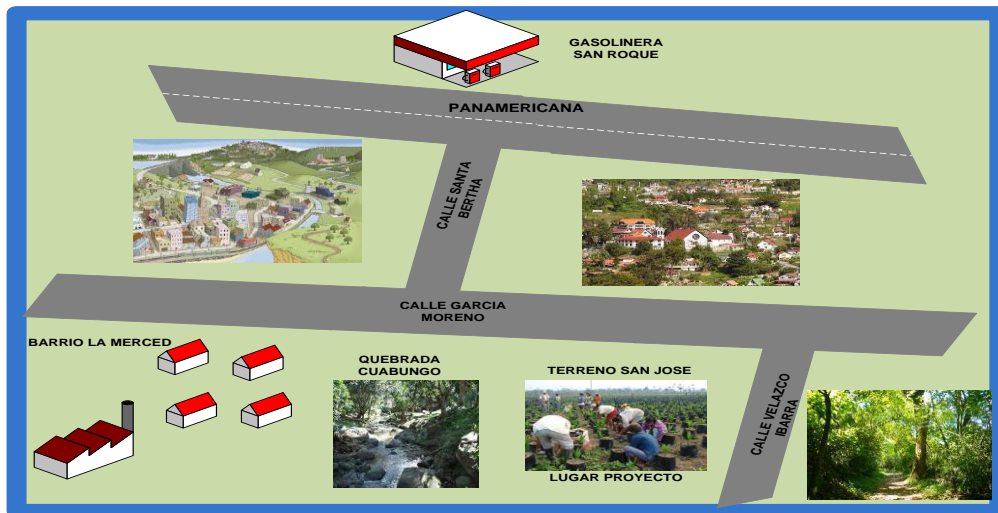 GASOLINERA
SAN ROQUE
PANAMERICANA
CALLE SANTA
BERTHA
CALLE GARCIA
MORENO
BARRIO LA MERCED
QUEBRADA
CUABUNGO
TERRENO SAN JOSE
LUGAR PROYECTO
CALLE VELAZCO
IBARRA